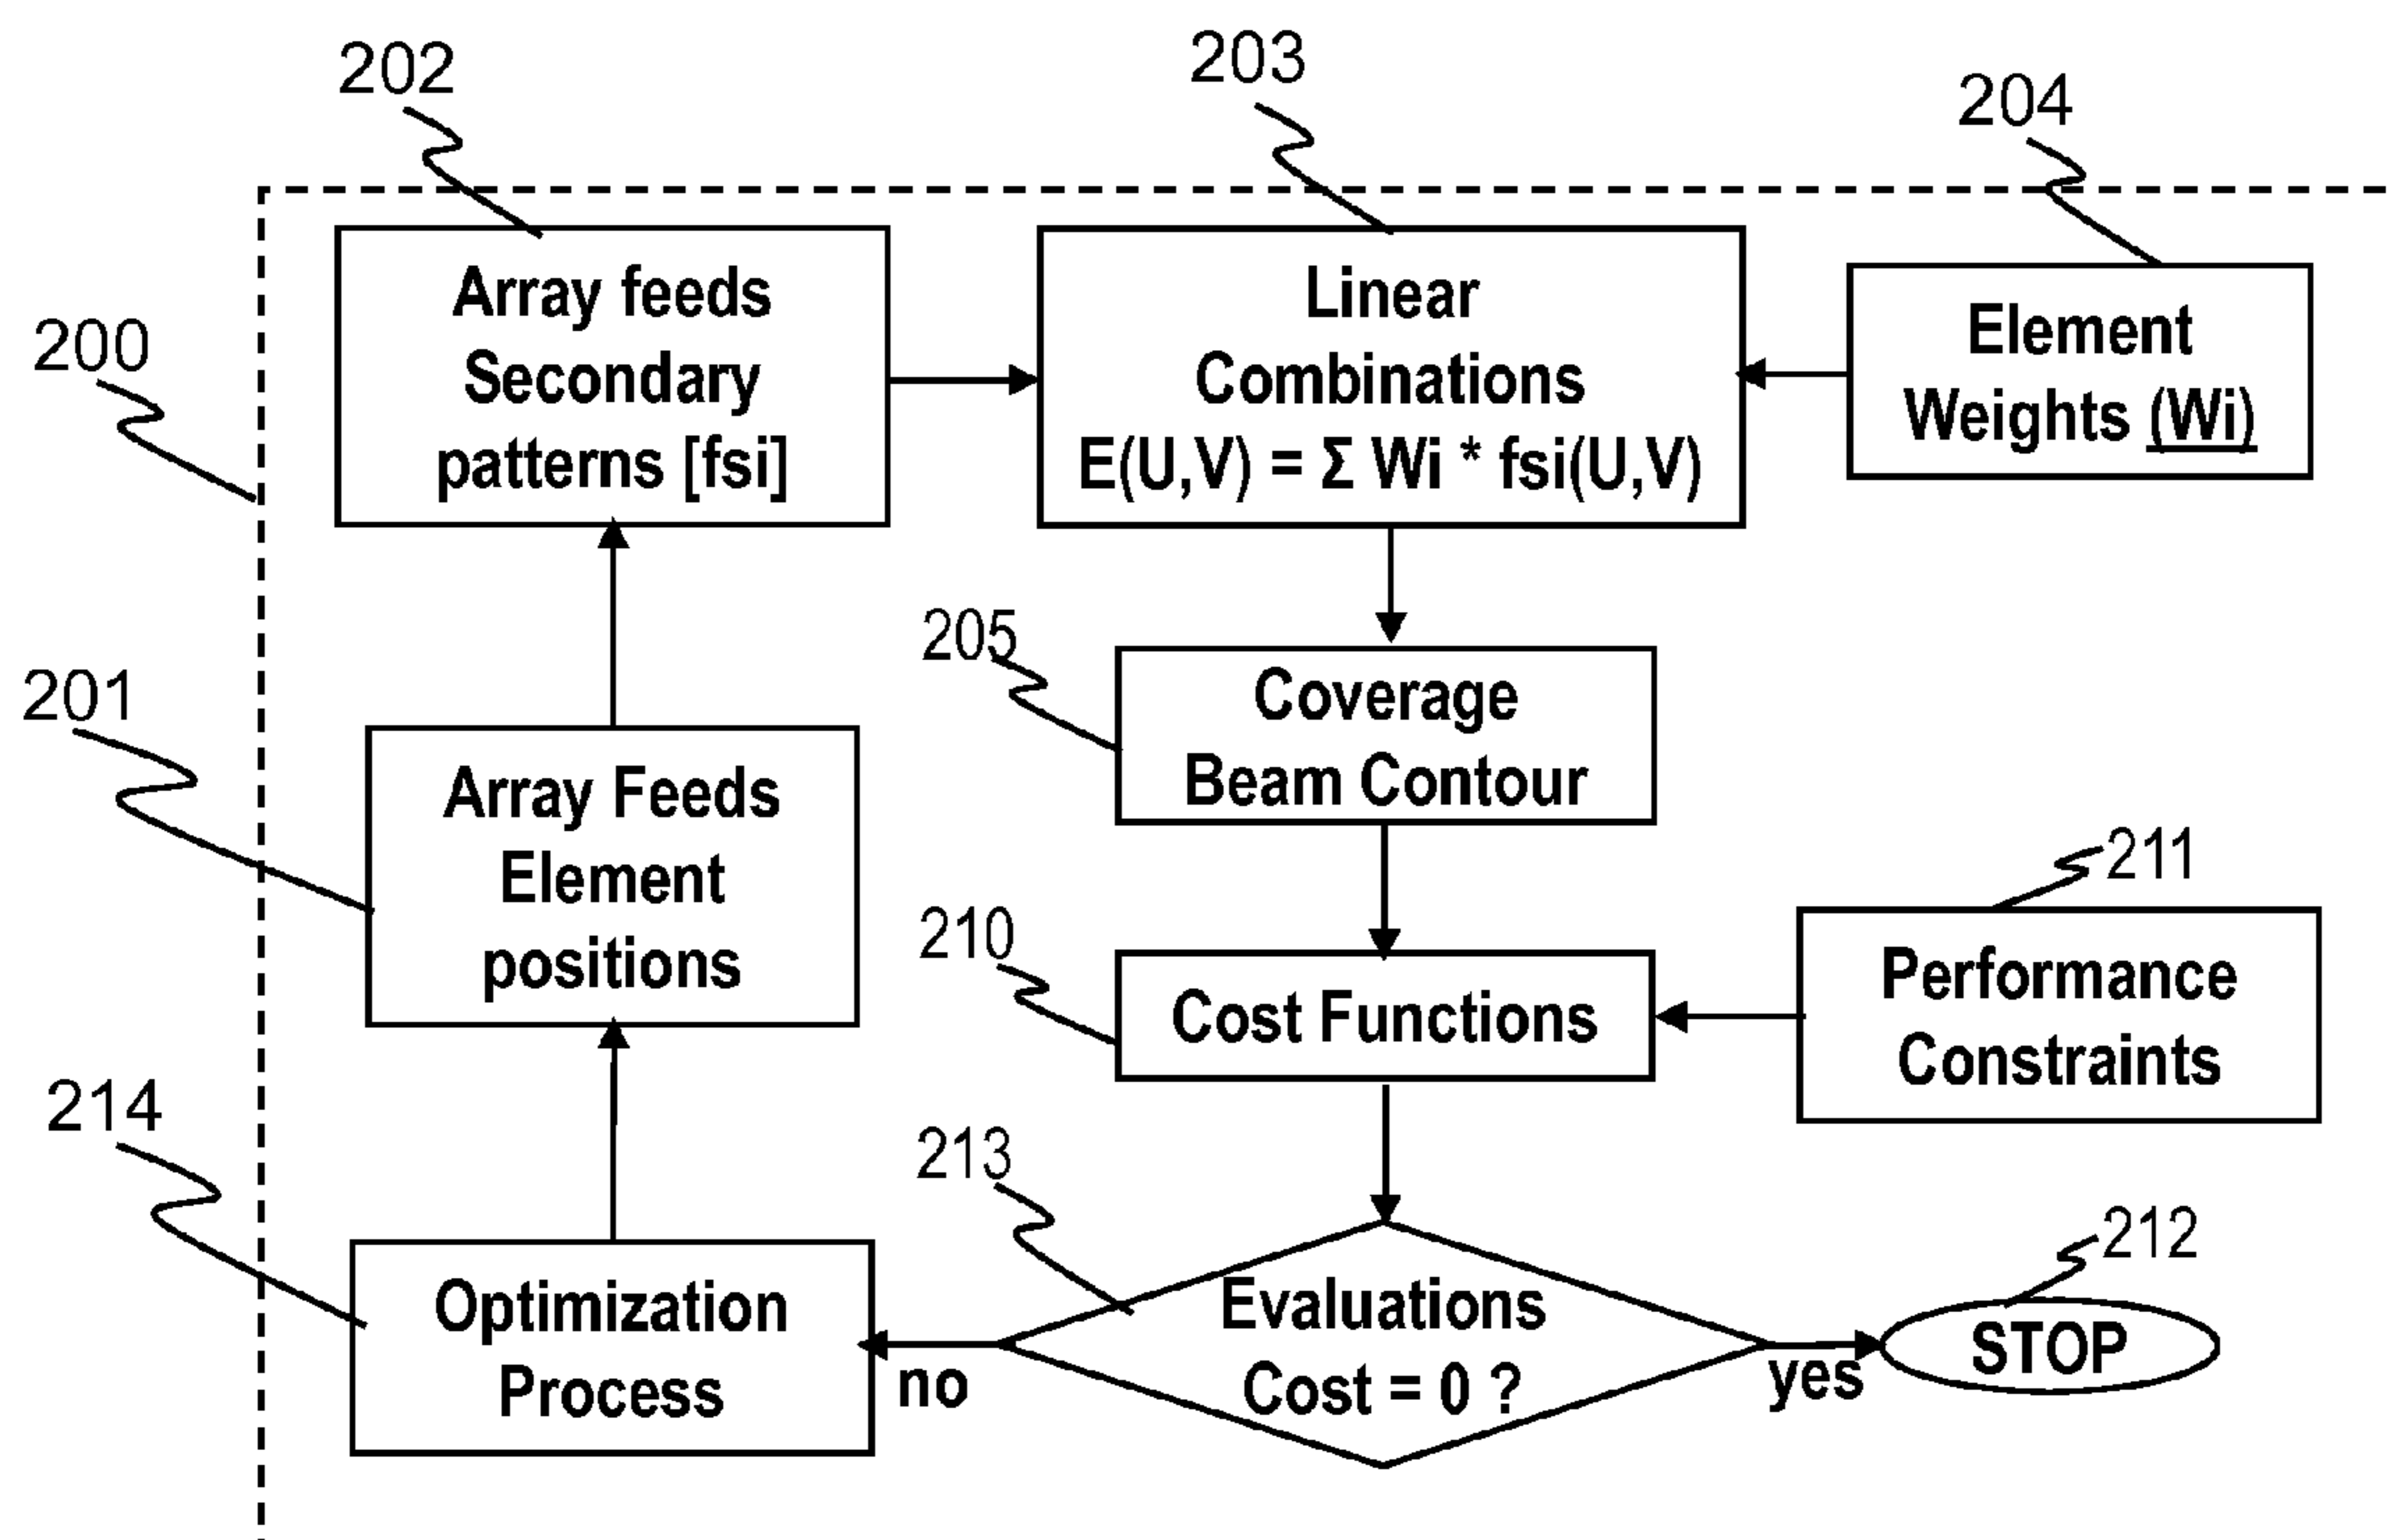 202
203
204
200
Array feeds
Secondary
patterns [fsi]
Linear
Combinations
E(U,V) = Σ Wi * fsi(U,V)
Element
Weights (Wi)
201
205
Array Feeds
Element
positions
Coverage
Beam Contour
210
211
Cost Functions
Performance
Constraints
214
213
212
Optimization
Process
no
Evaluations
Cost = 0 ?
yes
STOP